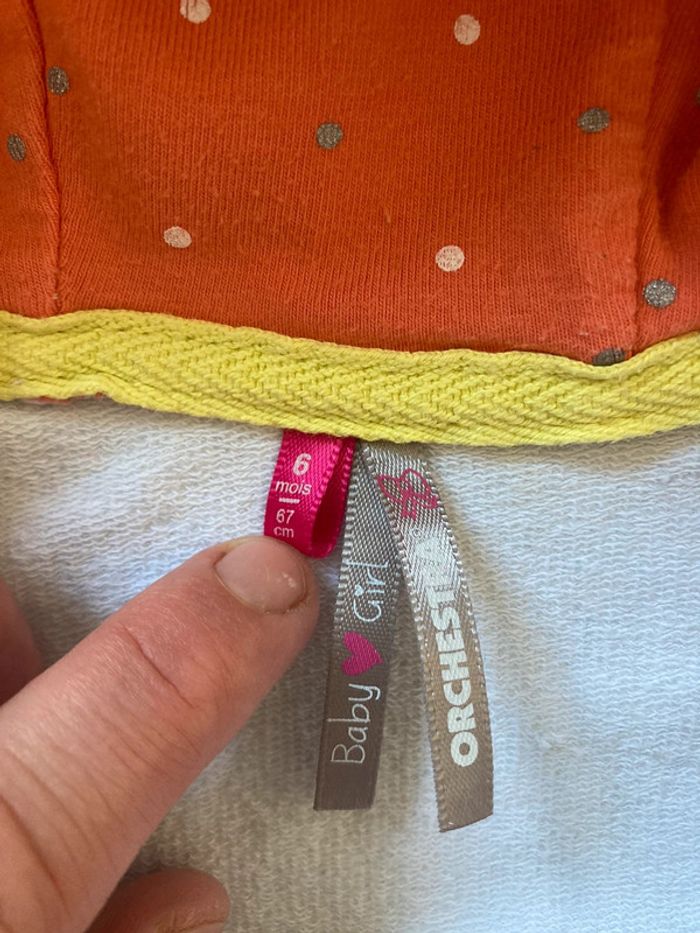 6
mois
67
cm
Baby Girl
ORCHESTRA